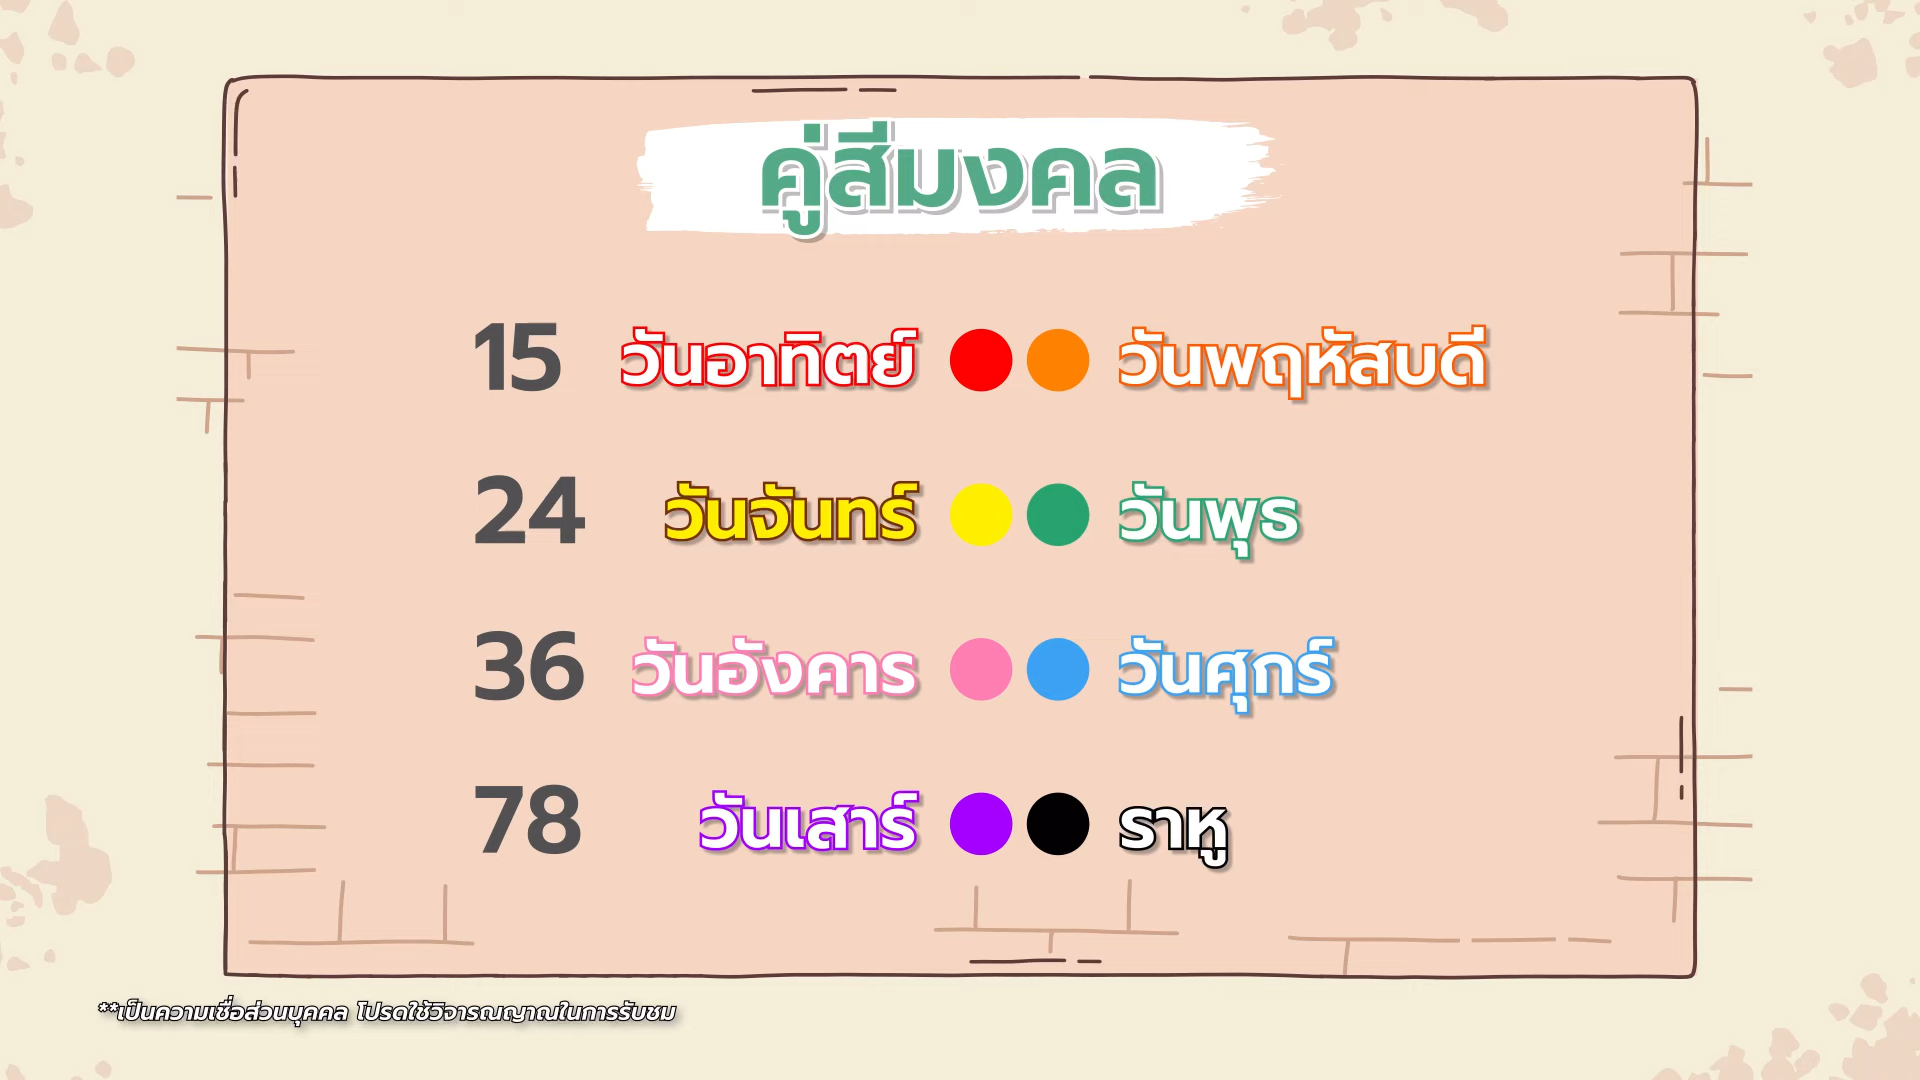 คู่สีมงคล
15 วันอาทิตย์ วันพฤหัสบดี
24 วันจันทร์ วันพุธ
36 วันอังคาร วันศุกร์
78 วันเสาร์ ราหู
**เป็นความเชื่อส่วนบุคคล โปรดใช้วิจารณญาณในการรับชม